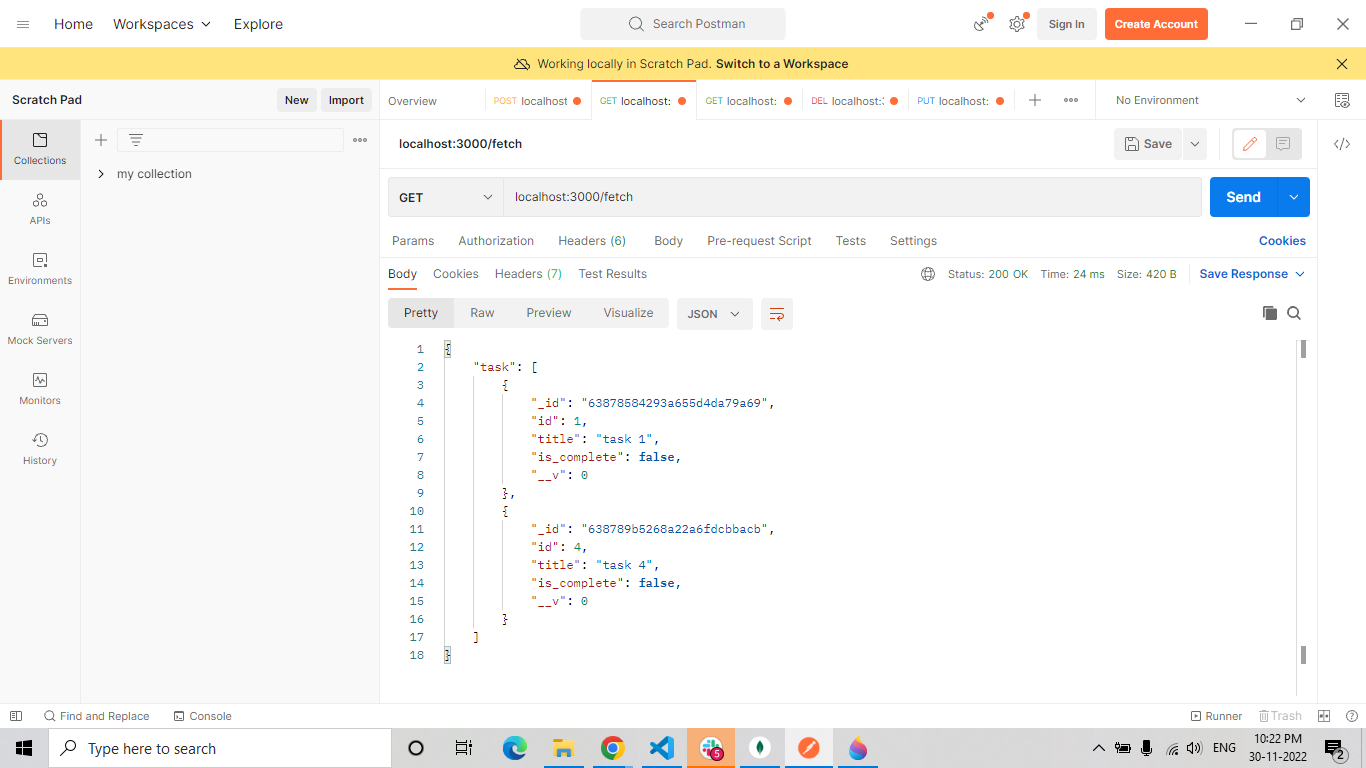 Home Workspaces Explore Search Postman Sign In Create Account
Working locally in Scratch Pad. Switch to a Workspace
Scratch Pad New Import Overview POST localhost GET localhost: GET localhost: DEL localhost: PUT localhost: No Environment
Collections
my collection
APIs
Environments
Mock Servers
Monitors
History
localhost:3000/fetch Save
GET localhost:3000/fetch Send
Params Authorization Headers (6) Body Pre-request Script Tests Settings Cookies
Body Cookies Headers (7) Test Results Status: 200 OK Time: 24 ms Size: 420 B Save Response
Pretty Raw Preview Visualize JSON
1 {
2 "task": [
3 {
4 "_id": "63878584293a655d4da79a69",
5 "id": 1,
6 "title": "task 1",
7 "is_complete": false,
8 "__v": 0
9 },
10 {
11 "_id": "638789b5268a22a6fdcbbacb",
12 "id": 4,
13 "title": "task 4",
14 "is_complete": false,
15 "__v": 0
16 }
17 ]
18 }
Find and Replace Console Runner Trash
Type here to search 5 ENG 10:22 PM
30-11-2022 2